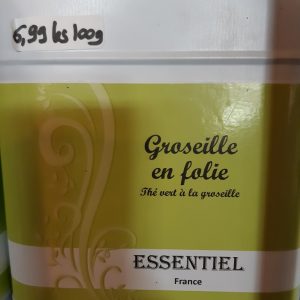 6,99 les 100g
Groseille
en folie
Thé vert à la groseille
ESSENTIEL
France